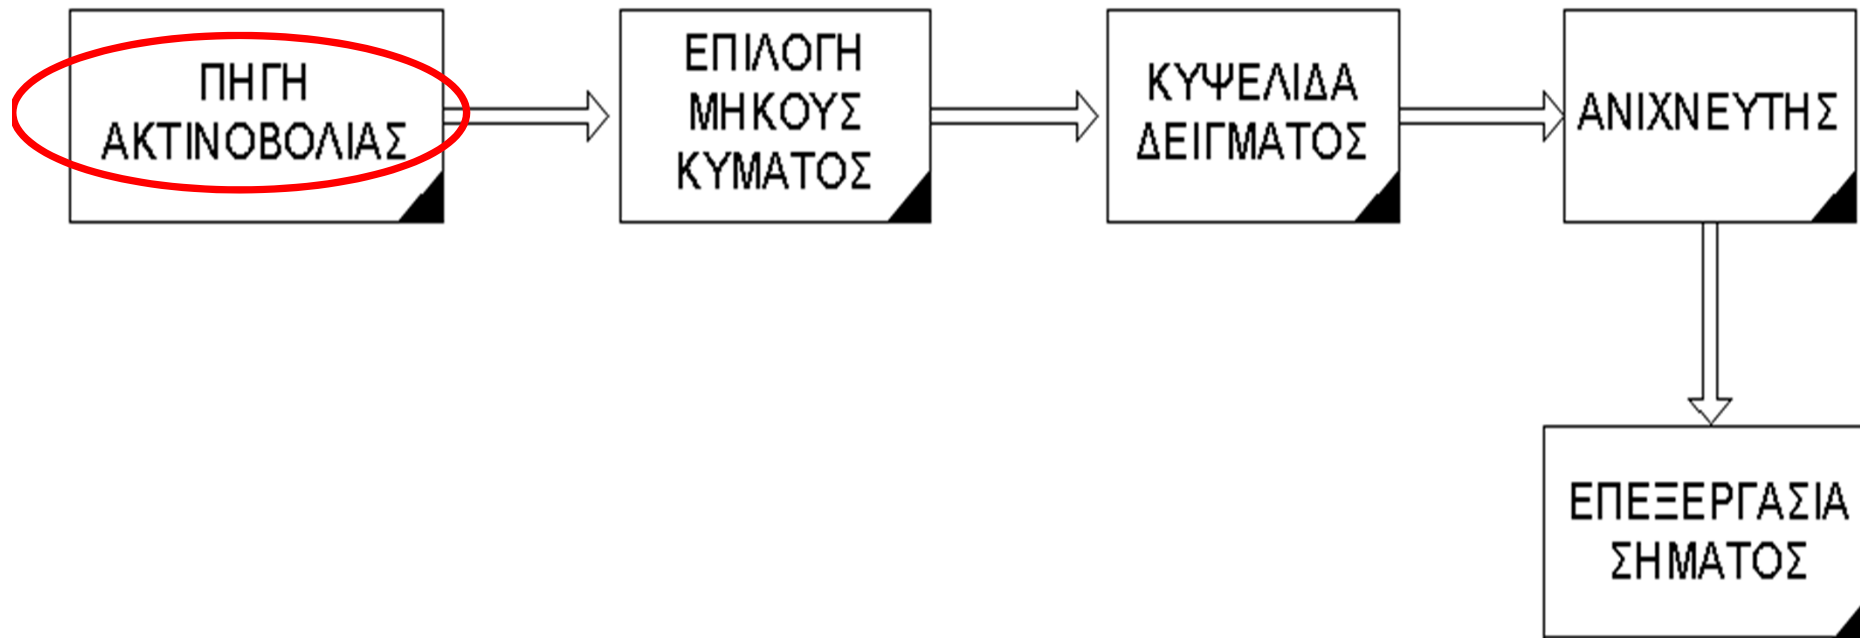 ΠΗΓΗ
ΑΚΤΙΝΟΒΟΛΙΑΣ
ΕΠΙΛΟΓΗ
ΜΗΚΟΥΣ
ΚΥΜΑΤΟΣ
ΚΥΨΕΛΙΔΑ
ΔΕΙΓΜΑΤΟΣ
ΑΝΙΧΝΕΥΤΗΣ
ΕΠΕΞΕΡΓΑΣΙΑ
ΣΗΜΑΤΟΣ